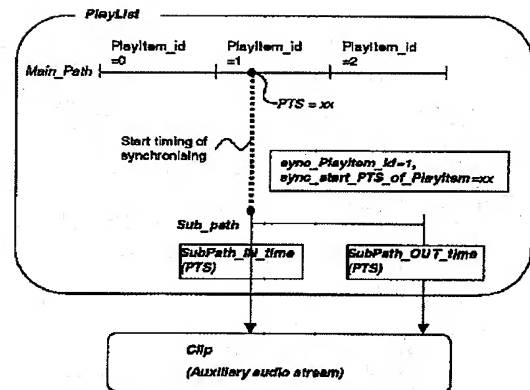 PlayList
PlayItem_id
=0
PlayItem_id
=1
PlayItem_id
=2
Main_Path
PTS = xx
Start timing of
synchronising
sync_PlayItem_id=1,
sync_start_PTS_of_PlayItem=xx
Sub_path
SubPath_IN_time
(PTS)
SubPath_OUT_time
(PTS)
Clip
(Auxiliary audio stream)